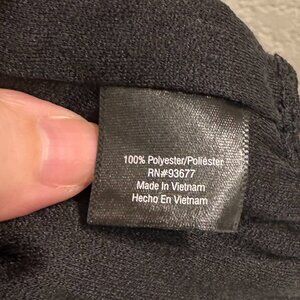 100% Polyester/Poliéster
RN#93677
Made In Vietnam
Hecho En Vietnam